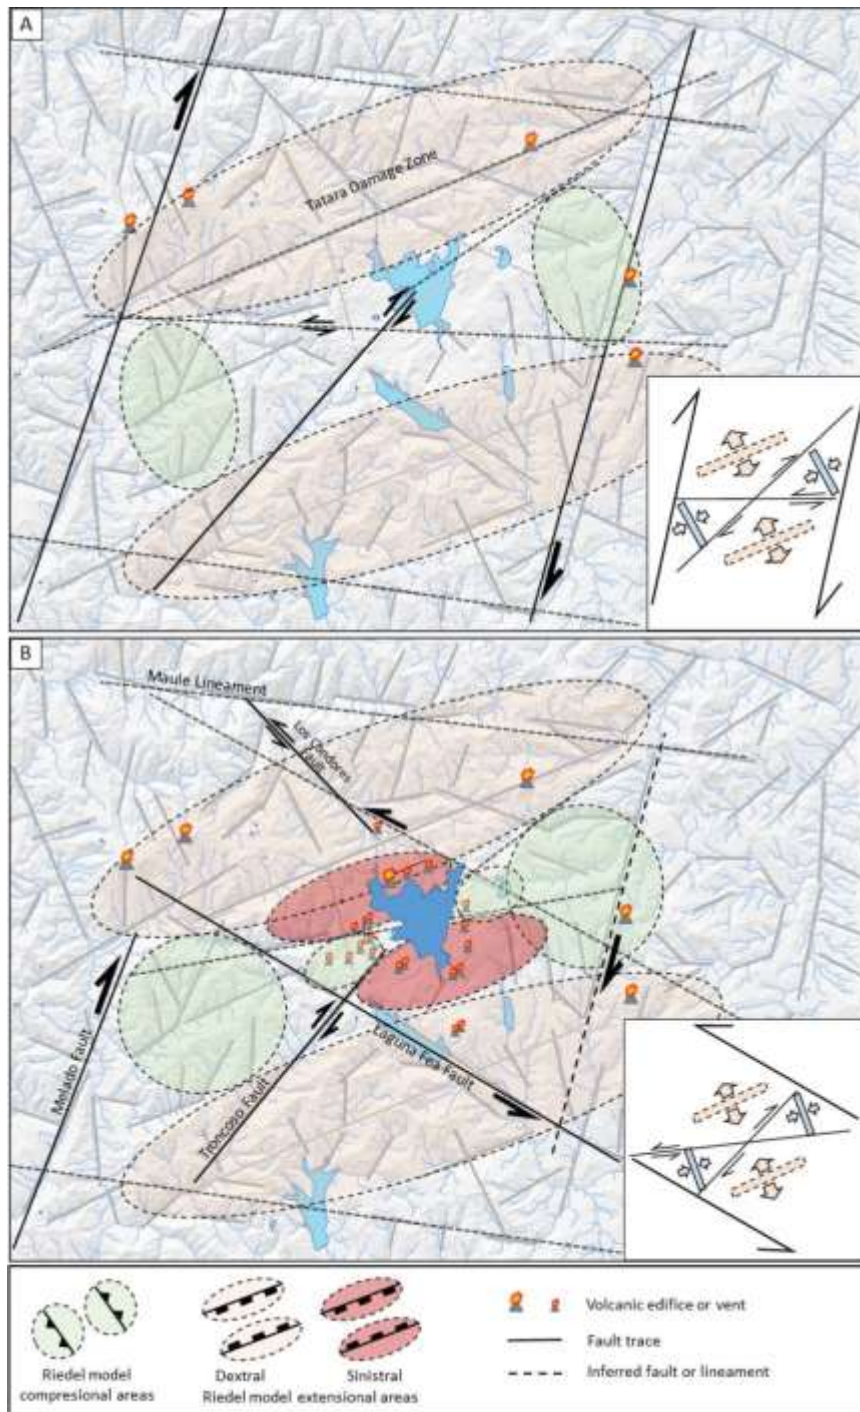 A
Tatara Damage Zone
B
Maule Lineament
Los Condores
Fault
Melado Fault
Troncoso Fault
Laguna Fea Fault
Riedel model
compresional areas
Dextral
Sinistral
Riedel model extensional areas
Volcanic edifice or vent
Fault trace
Inferred fault or lineament